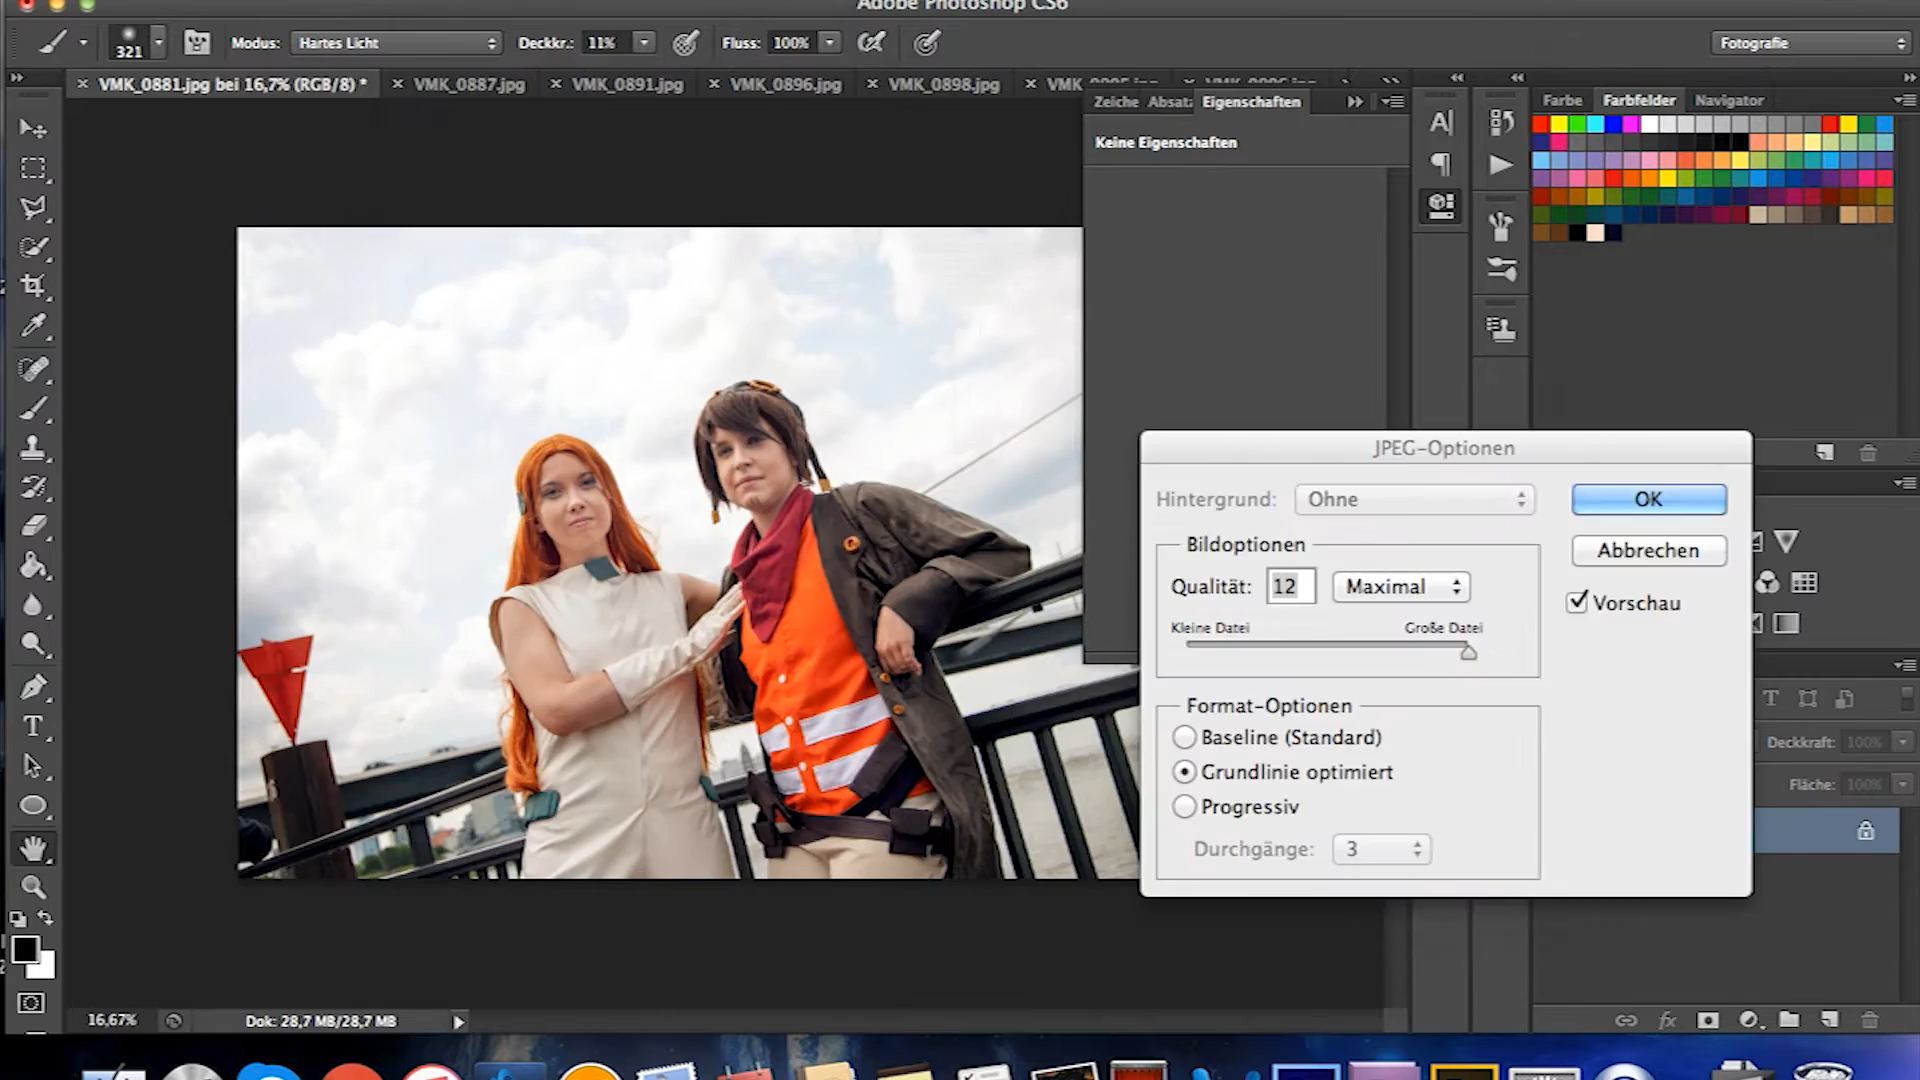 Adobe Photoshop CS6
321
Modus: Hartes Licht
Deckkr.: 11%
Fluss: 100%
Fotografie
VMK_0881.jpg bei 16,7% (RGB/8) *
VMK_0887.jpg
VMK_0891.jpg
VMK_0896.jpg
VMK_0898.jpg
Zeiche
Absatz
Eigenschaften
Keine Eigenschaften
Farbe
Farbfelder
Navigator
JPEG-Optionen
Hintergrund: Ohne
OK
Bildoptionen
Abbrechen
Qualität: 12 Maximal
Vorschau
Kleine Datei
Große Datei
Format-Optionen
Baseline (Standard)
Grundlinie optimiert
Progressiv
Durchgänge: 3
Deckkraft: 100%
Fläche: 100%
16,67%
Dok: 28,7 MB/28,7 MB